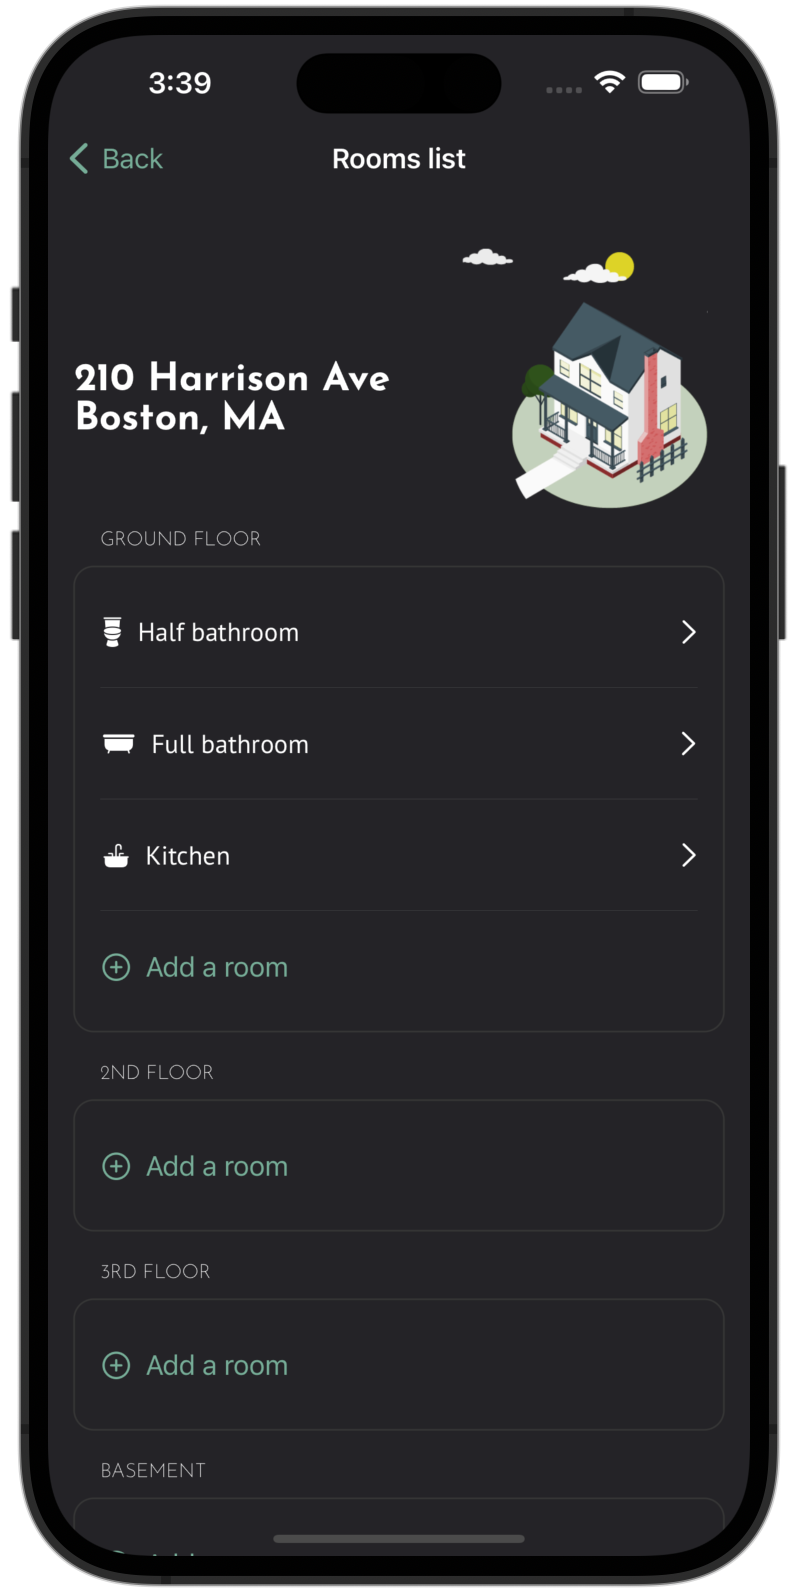 3:39
Back
Rooms list
210 Harrison Ave
Boston, MA
GROUND FLOOR
Half bathroom
Full bathroom
Kitchen
Add a room
2ND FLOOR
Add a room
3RD FLOOR
Add a room
BASEMENT